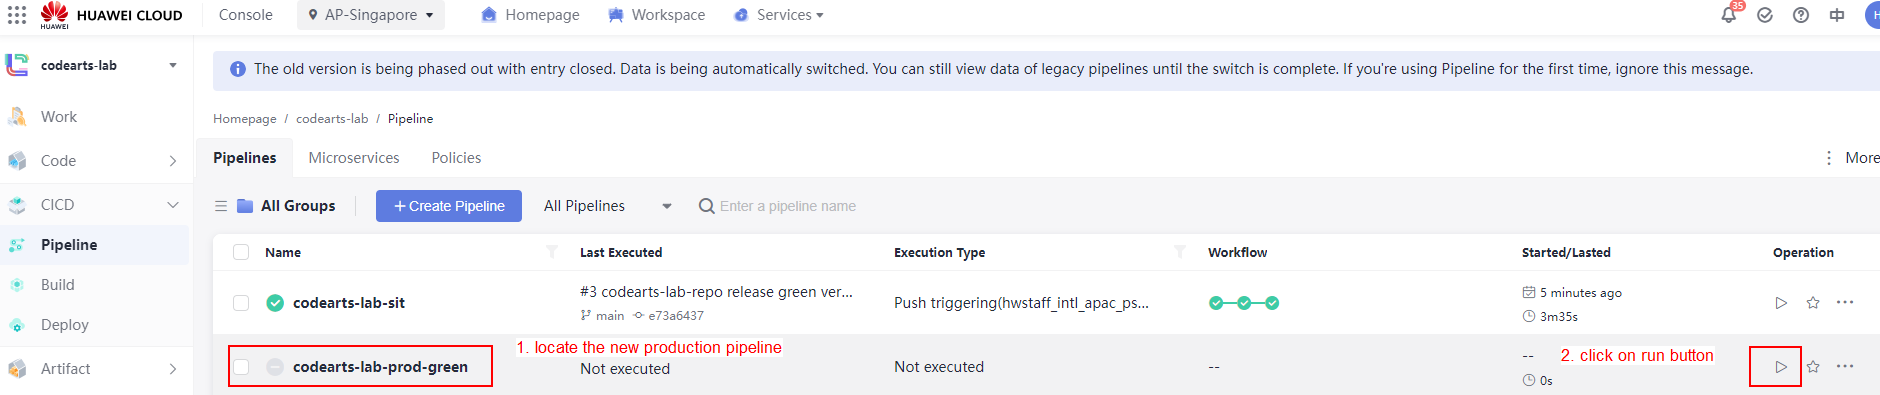 HUAWEI
HUAWEI CLOUD
Console
AP-Singapore
Homepage
Workspace
Services
35
中
H
codearts-lab
The old version is being phased out with entry closed. Data is being automatically switched. You can still view data of legacy pipelines until the switch is complete. If you're using Pipeline for the first time, ignore this message.
Work
Code
CICD
Pipeline
Build
Deploy
Artifact
Homepage / codearts-lab / Pipeline
Pipelines
Microservices
Policies
More
All Groups
+ Create Pipeline
All Pipelines
Enter a pipeline name
Name
Last Executed
Execution Type
Workflow
Started/Lasted
Operation
codearts-lab-sit
#3 codearts-lab-repo release green ver...
main
e73a6437
Push triggering(hwstaff_intl_apac_ps...
5 minutes ago
3m35s
codearts-lab-prod-green
1. locate the new production pipeline
Not executed
Not executed
--
--
0s
2. click on run button